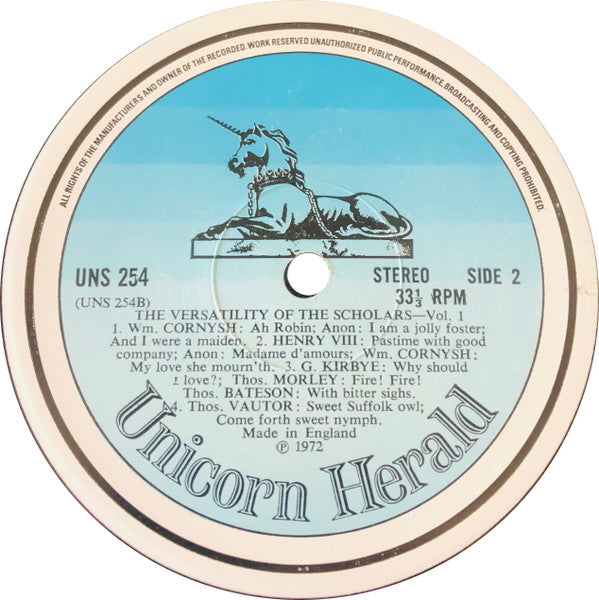 ALL RIGHTS OF THE MANUFACTURERS AND OWNER OF THE RECORDED WORK RESERVED UNAUTHORIZED PUBLIC PERFORMANCE, BROADCASTING AND COPYING PROHIBITED.
UNS 254
(UNS 254B)
STEREO SIDE 2
33⅓ RPM
THE VERSATILITY OF THE SCHOLARS—Vol. 1
1. Wm. CORNYSH: Ah Robin; Anon: I am a jolly foster;
And I were a maiden. 2. HENRY VIII: Pastime with good
company; Anon: Madame d'amours; Wm. CORNYSH:
My love she mourn'th. 3. G. KIRBYE: Why should
I love?; Thos. MORLEY: Fire! Fire!
Thos. BATESON: With bitter sighs.
4. Thos. VAUTOR: Sweet Suffolk owl;
Come forth sweet nymph.
Made in England
℗ 1972
Unicorn Herald